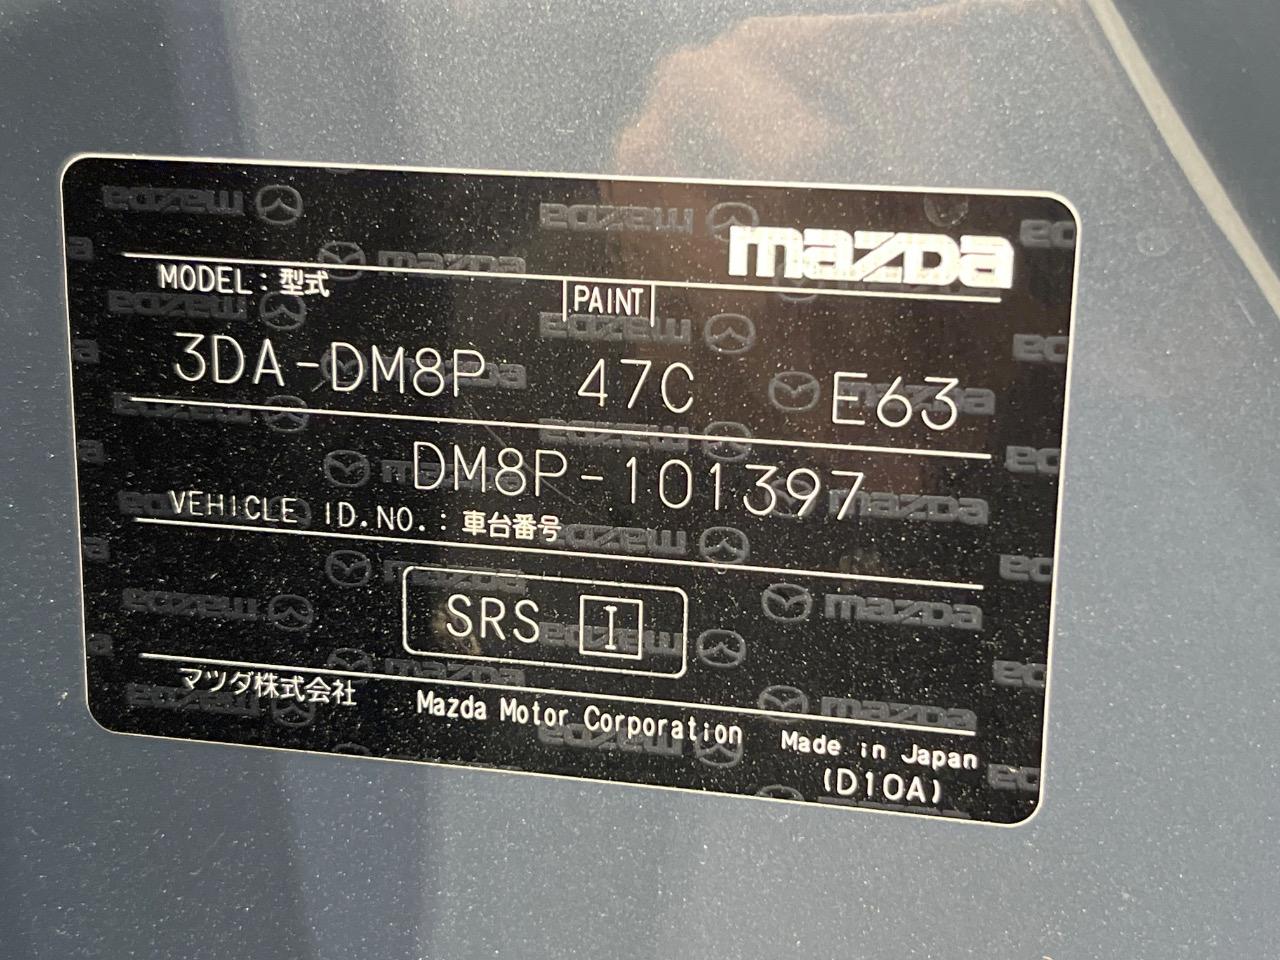 mazda
MODEL : 型式
PAINT
3DA-DM8P 47C E63
DM8P-101397
VEHICLE ID.NO. : 車台番号
SRS I
マツダ株式会社 Mazda Motor Corporation Made in Japan
(D10A)